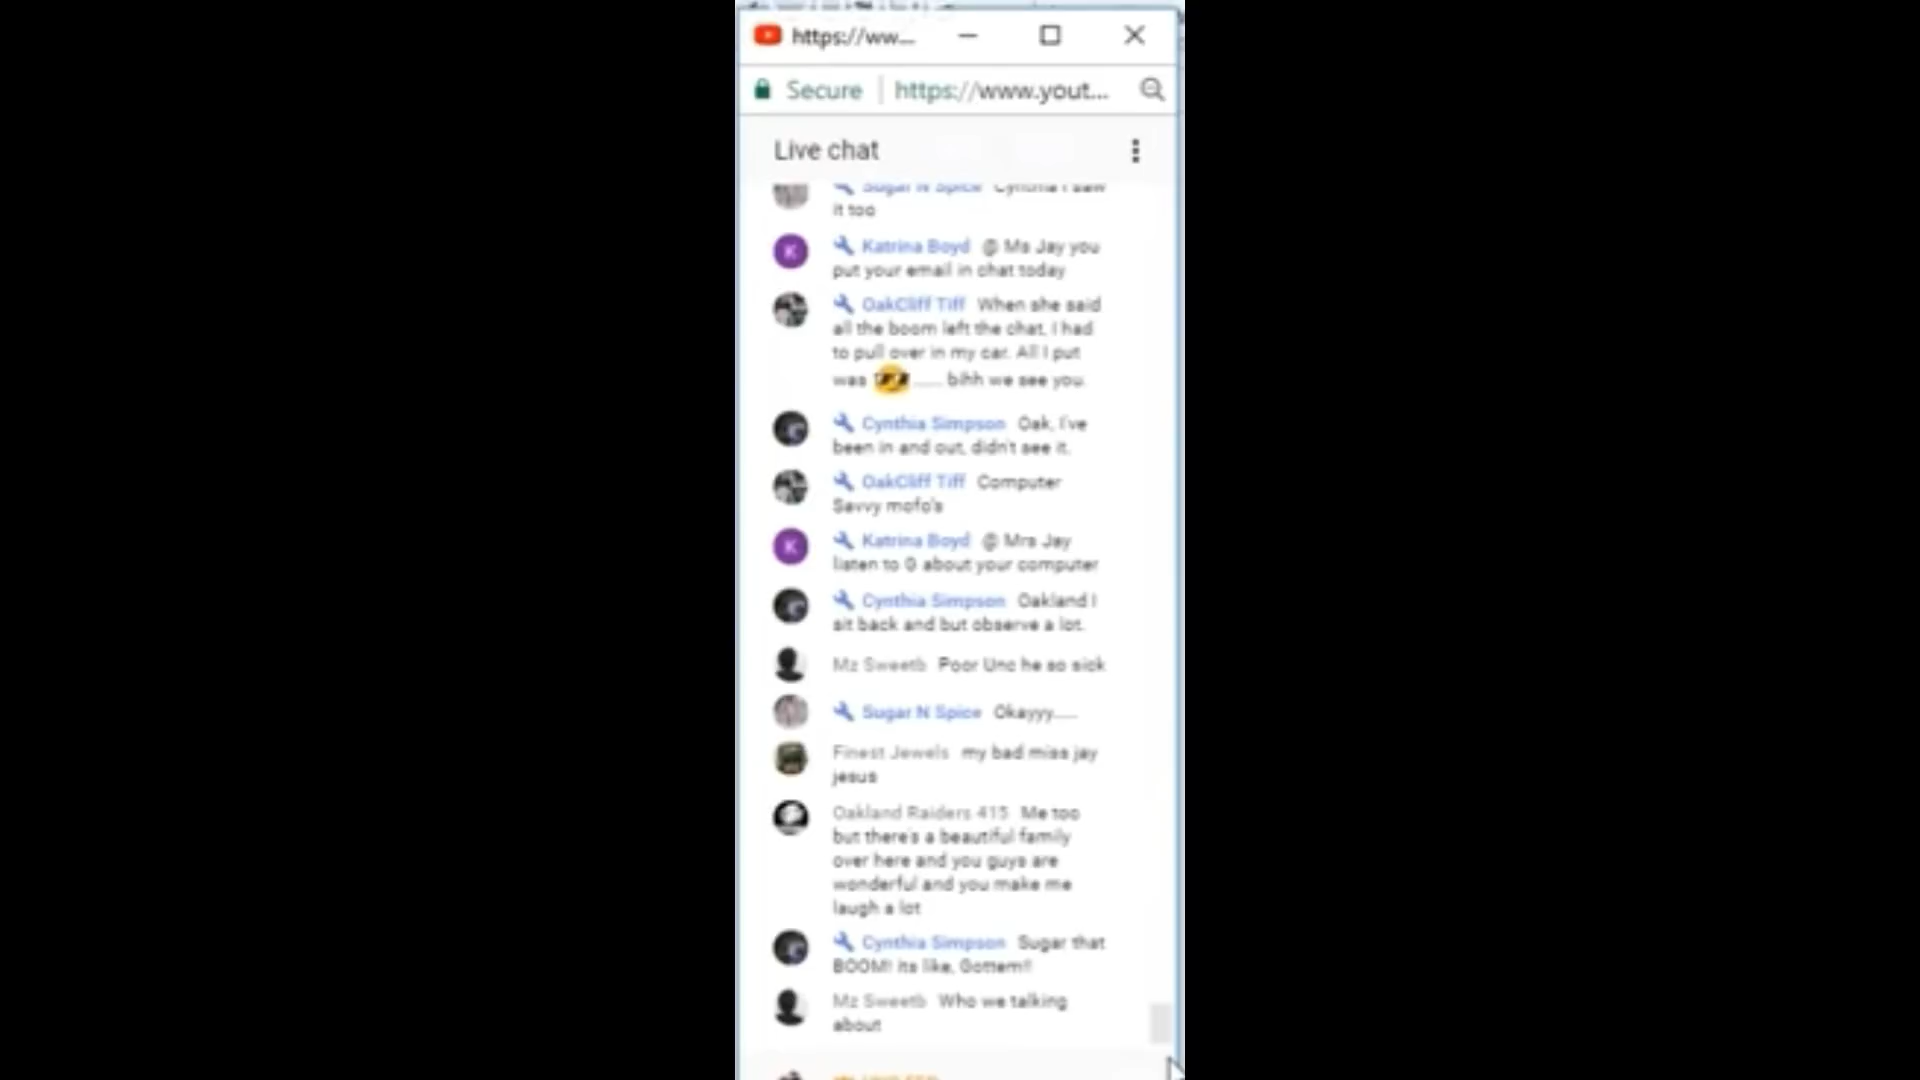 https://ww...
Secure https://www.yout...
Live chat
Sugar N Spice Cynthia I saw
it too
K Katrina Boyd @ Ms Jay you
put your email in chat today
OakCliff Tiff When she said
all the boom left the chat, I had
to pull over in my car. All I put
was ...... bihh we see you.
Cynthia Simpson Oak, I've
been in and out, didn't see it.
OakCliff Tiff Computer
Savvy mofo's
K Katrina Boyd @ Mrs Jay
listen to G about your computer
Cynthia Simpson Oakland I
sit back and but observe a lot.
Mz Sweetb Poor Unc he so sick
Sugar N Spice Okayyy.....
Finest Jewels my bad miss jay
jesus
Oakland Raiders 415 Me too
but there's a beautiful family
over here and you guys are
wonderful and you make me
laugh a lot
Cynthia Simpson Sugar that
BOOM! its like, Gottem!!
Mz Sweetb Who we talking
about